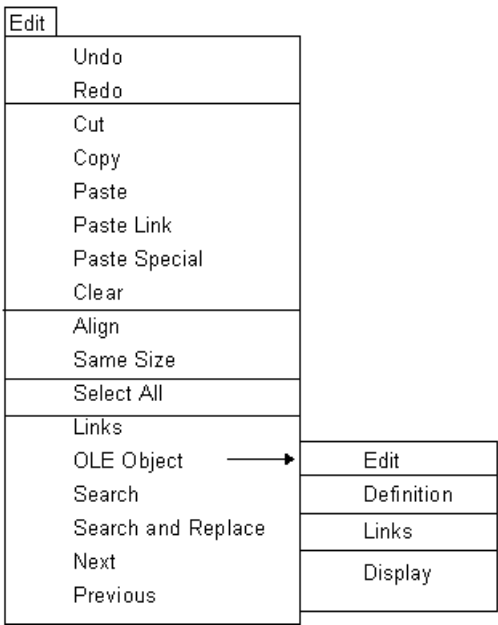 Edit
Undo
Redo
Cut
Copy
Paste
Paste Link
Paste Special
Clear
Align
Same Size
Select All
Links
OLE Object
Search
Search and Replace
Next
Previous
Edit
Definition
Links
Display